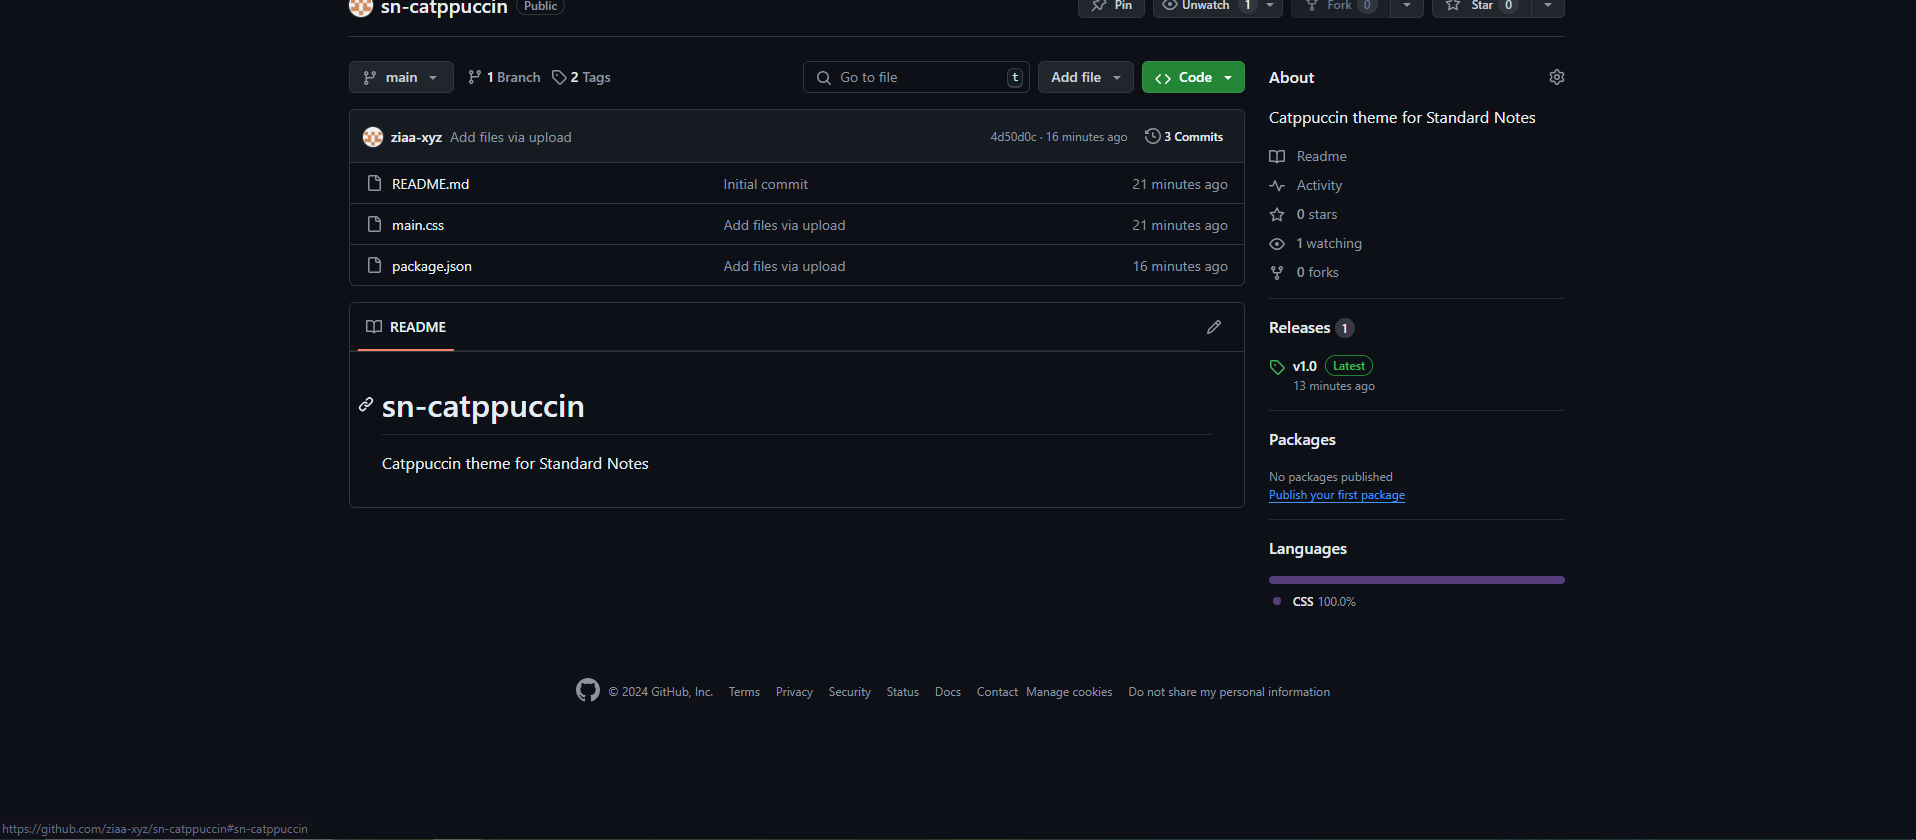 sn-catppuccin Public Pin Unwatch 1 Fork 0 Star 0
main 1 Branch 2 Tags Go to file t Add file <> Code
ziaa-xyz Add files via upload 4d50d0c · 16 minutes ago 3 Commits
README.md Initial commit 21 minutes ago
main.css Add files via upload 21 minutes ago
package.json Add files via upload 16 minutes ago
README
sn-catppuccin
Catppuccin theme for Standard Notes
About
Catppuccin theme for Standard Notes
Readme
Activity
0 stars
1 watching
0 forks
Releases 1
v1.0 Latest
13 minutes ago
Packages
No packages published
Publish your first package
Languages
CSS 100.0%
© 2024 GitHub, Inc. Terms Privacy Security Status Docs Contact Manage cookies Do not share my personal information
https://github.com/ziaa-xyz/sn-catppuccin#sn-catppuccin